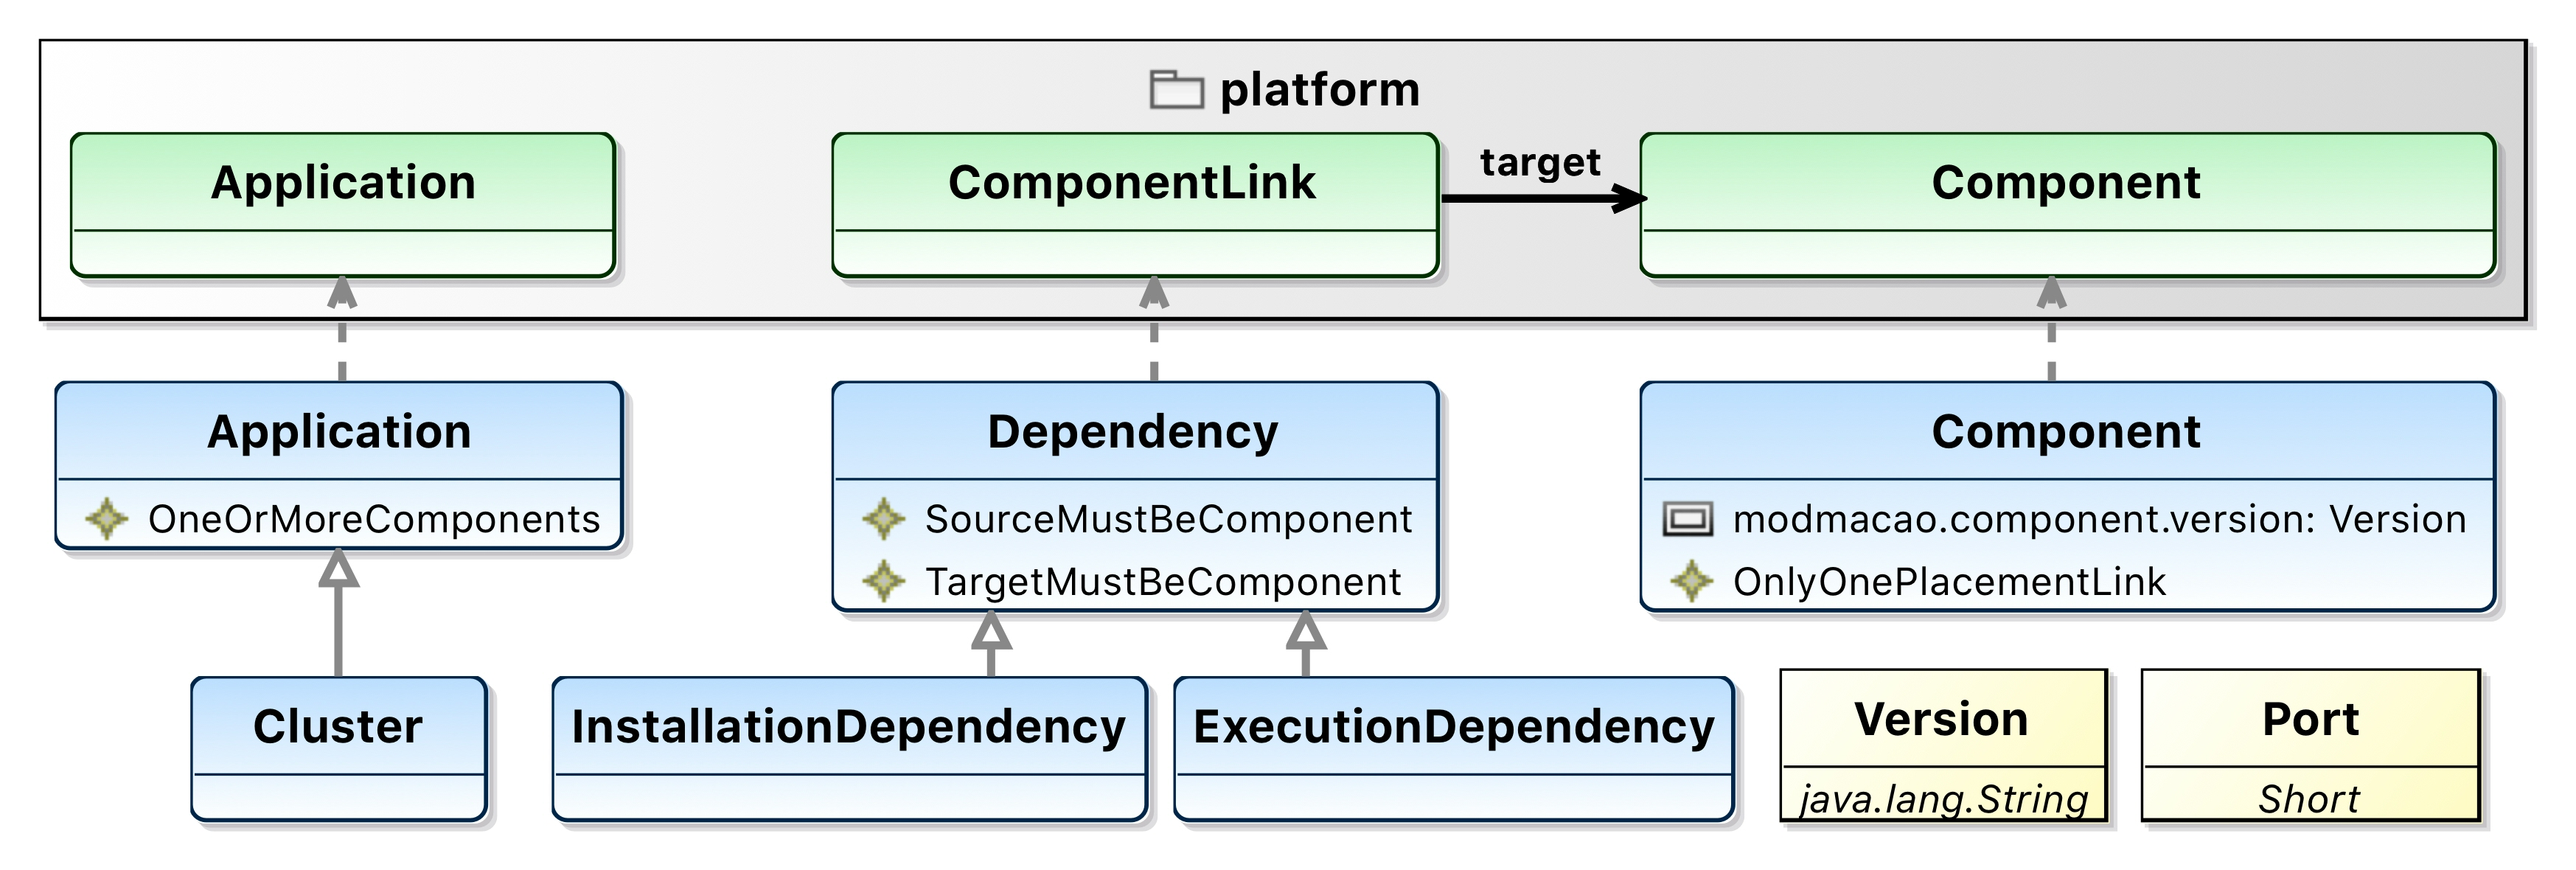 platform
Application
ComponentLink
target
Component
Application
OneOrMoreComponents
Dependency
SourceMustBeComponent
TargetMustBeComponent
Component
modmacao.component.version: Version
OnlyOnePlacementLink
Cluster
InstallationDependency
ExecutionDependency
Version
java.lang.String
Port
Short